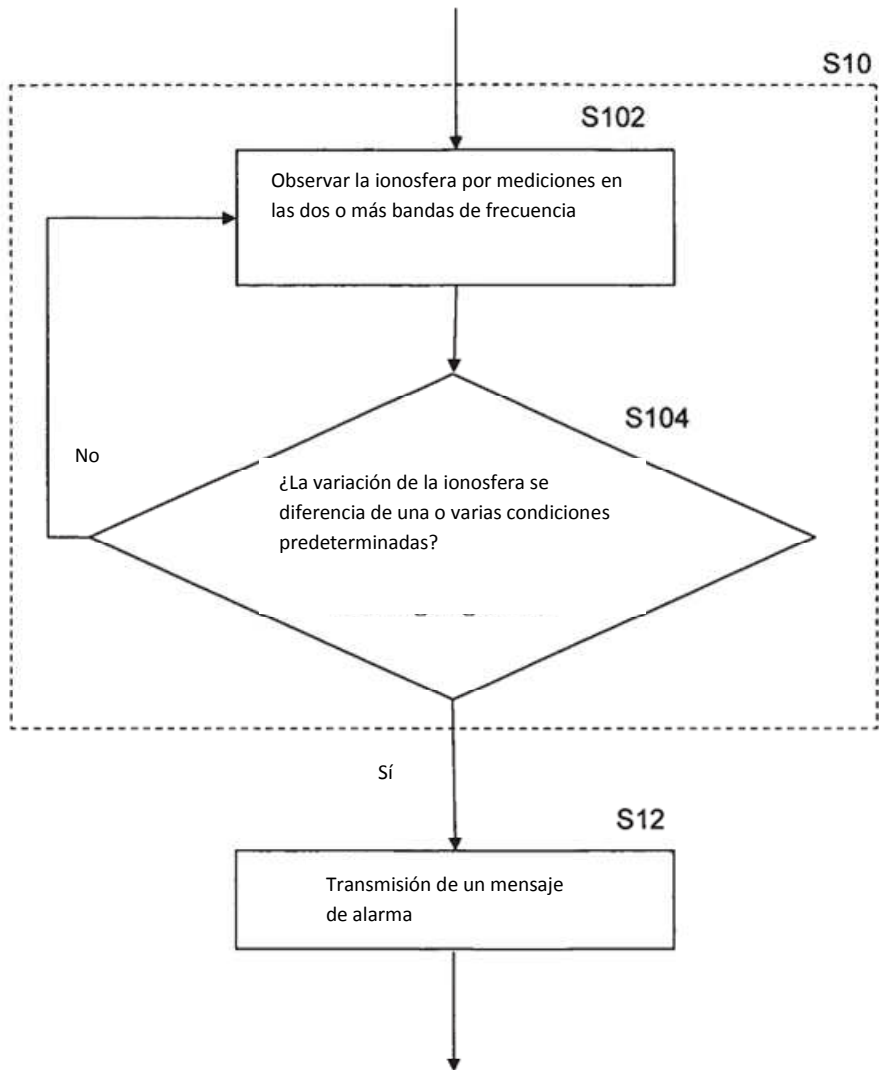 S10
S102
Observar la ionosfera por mediciones en
las dos o más bandas de frecuencia
S104
No
¿La variación de la ionosfera se
diferencia de una o varias condiciones
predeterminadas?
Sí
S12
Transmisión de un mensaje
de alarma